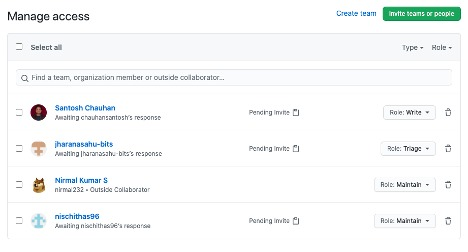 Manage access
Create team
Invite teams or people
Select all
Type
Role
Find a team, organization member or outside collaborator...
Santosh Chauhan
Awaiting chauhansantosh's response
Pending Invite
Role: Write
jharanasahu-bits
Awaiting jharanasahu-bits's response
Pending Invite
Role: Triage
Nirmal Kumar S
nirmal232 • Outside Collaborator
Role: Maintain
nischithas96
Awaiting nischithas96's response
Pending Invite
Role: Maintain